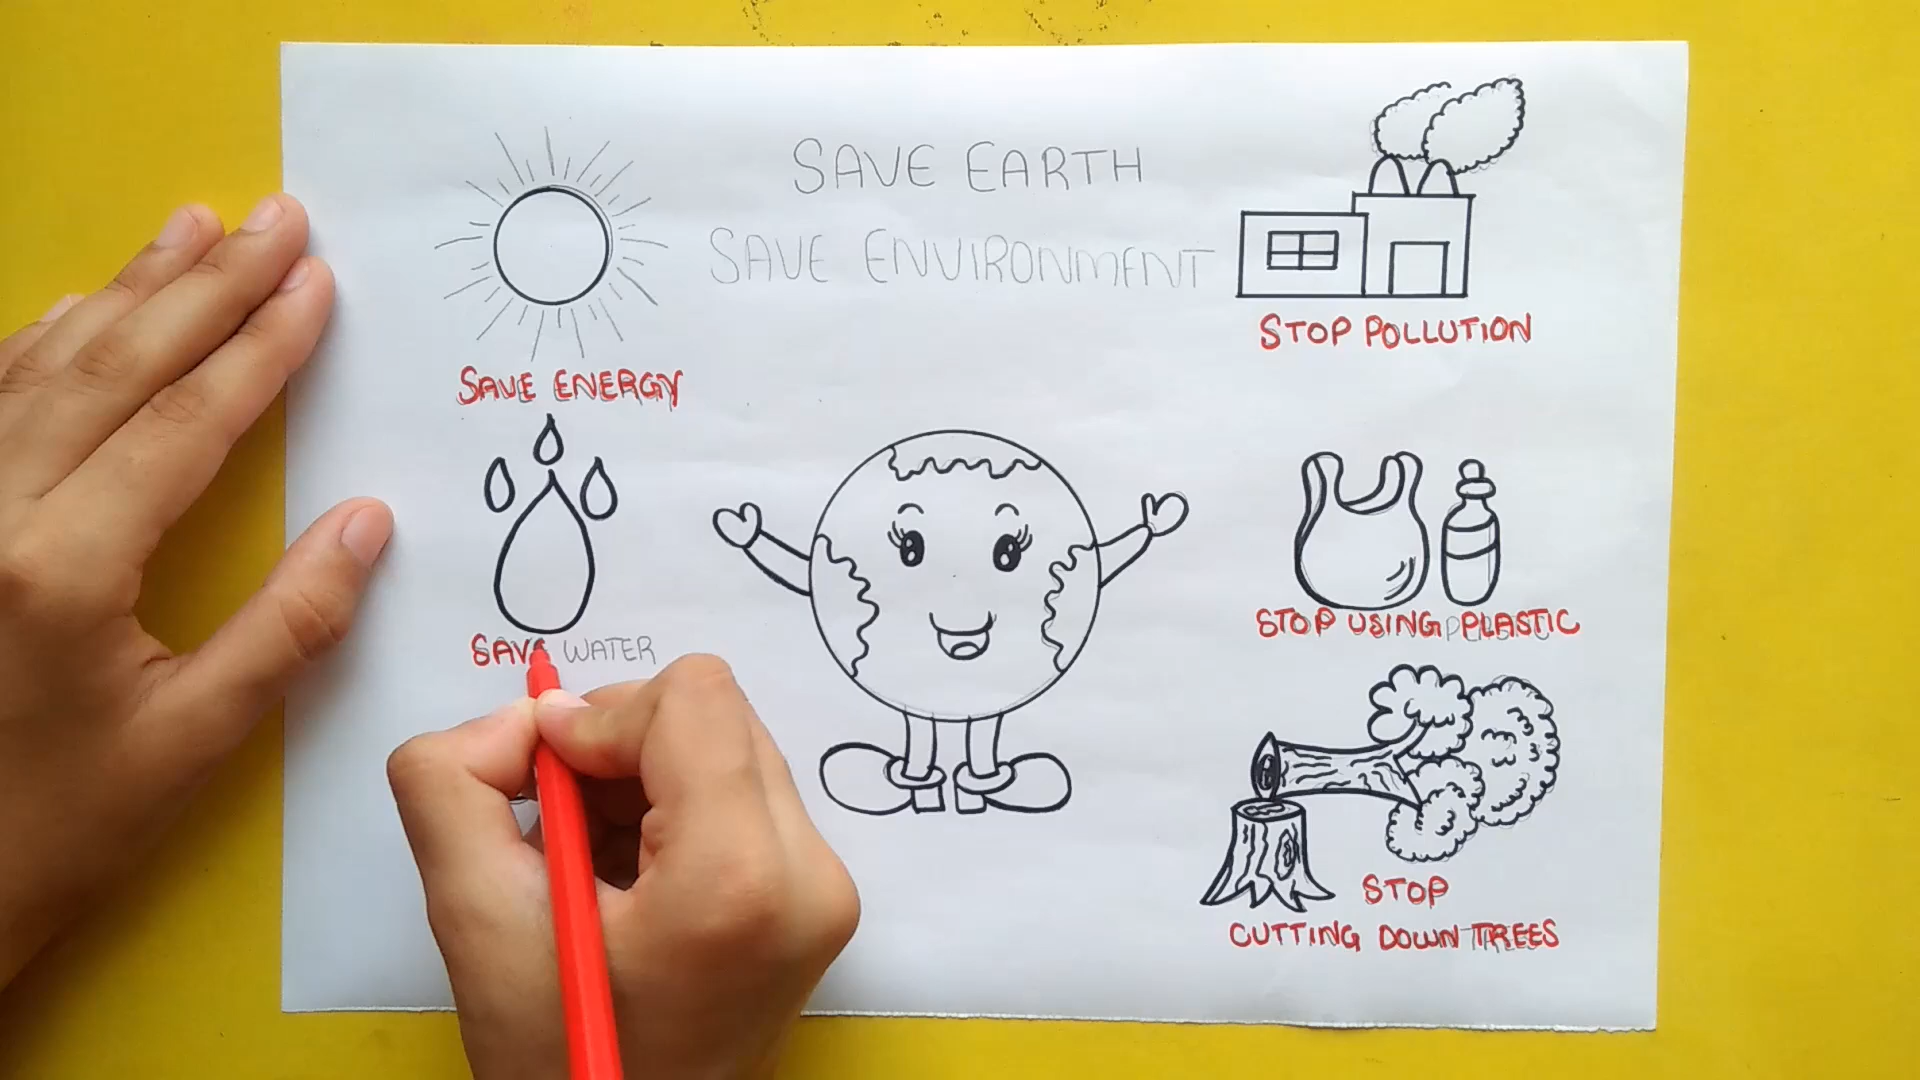 SAVE EARTH
SAVE ENVIRONMENT
STOP POLLUTION
SAVE ENERGY
STOP USING PLASTIC
SAVE WATER
STOP
CUTTING DOWN TREES